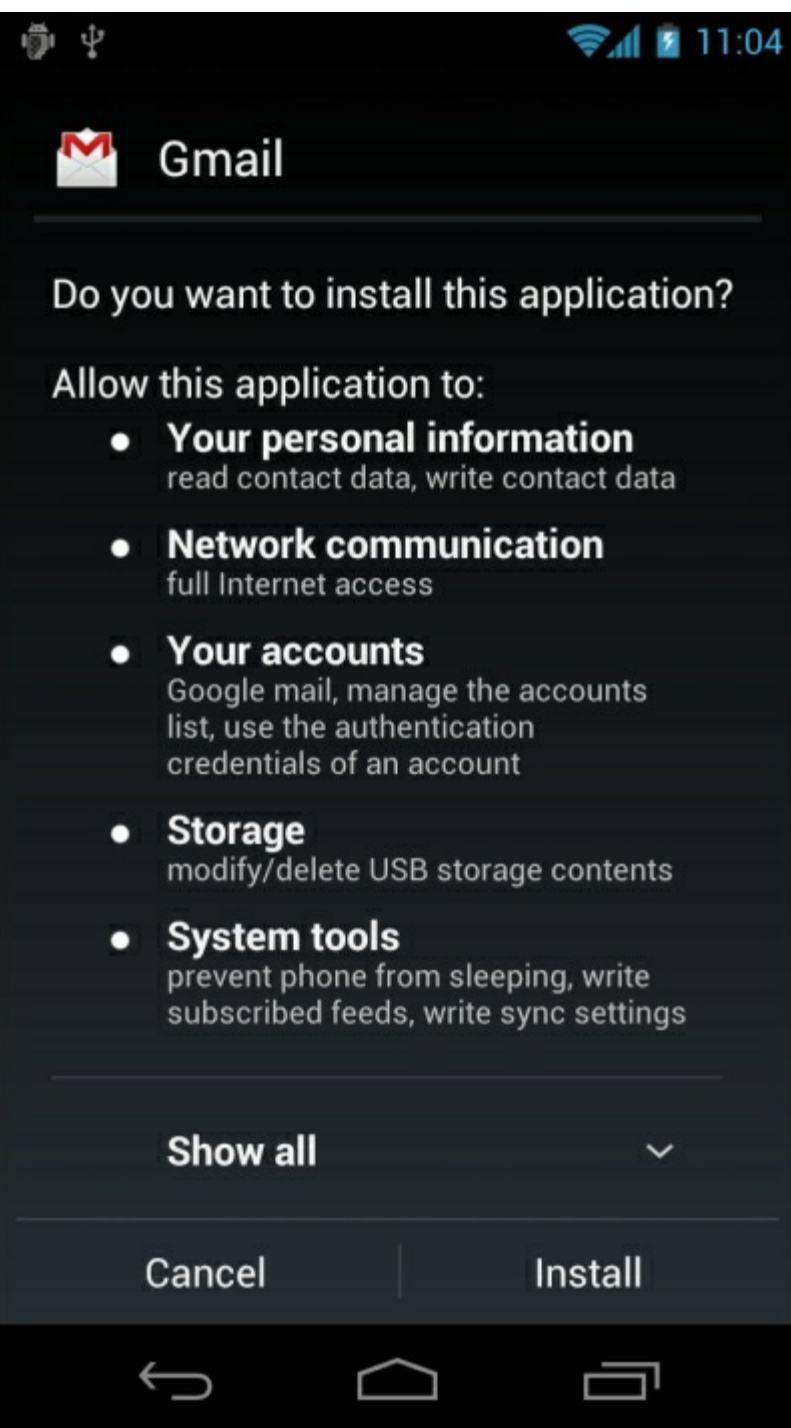 11:04
Gmail
Do you want to install this application?
Allow this application to:
Your personal information
read contact data, write contact data
Network communication
full Internet access
Your accounts
Google mail, manage the accounts
list, use the authentication
credentials of an account
Storage
modify/delete USB storage contents
System tools
prevent phone from sleeping, write
subscribed feeds, write sync settings
Show all
Cancel Install